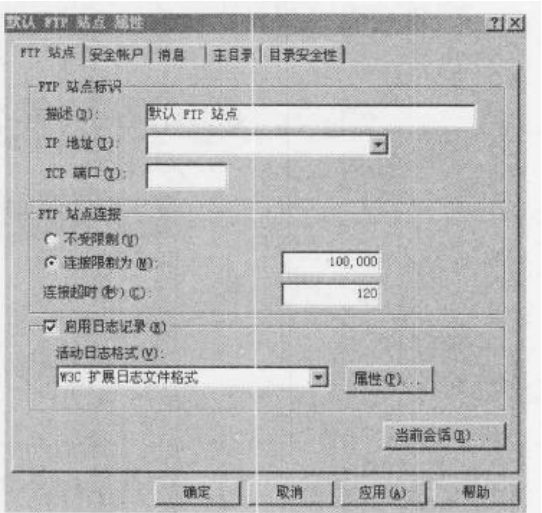 默认 FTP 站点 属性
FTP 站点 安全帐户 消息 主目录 目录安全性
FTP 站点标识
描述(D): 默认 FTP 站点
IP 地址(I):
TCP 端口(T):
FTP 站点连接
不受限制(U)
连接限制为(M): 100,000
连接超时(秒)(C): 120
启用日志记录(E)
活动日志格式(V):
W3C 扩展日志文件格式 属性(P)...
当前会话(R)...
确定 取消 应用(A) 帮助